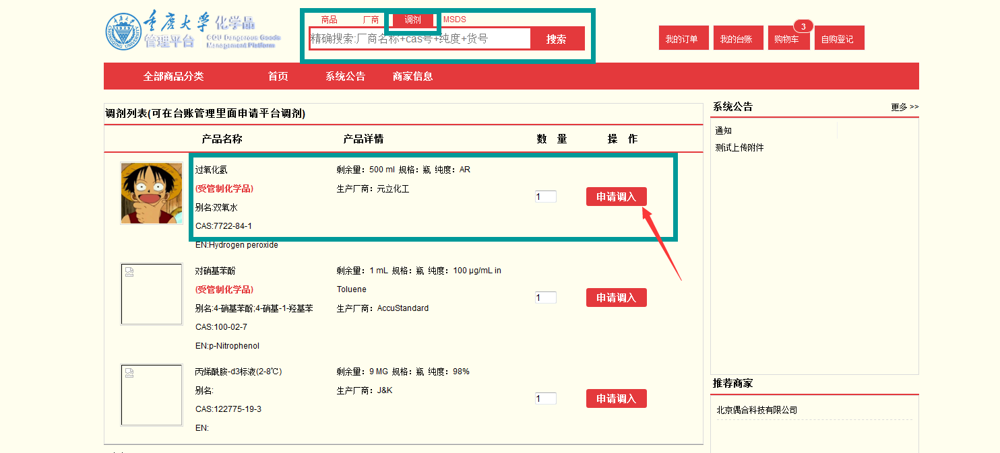 重庆大学 化学品
管理平台 CQU Dangerous Goods
Management Platform
商品 厂商 调剂 MSDS
精确搜索:厂商名称+cas号+纯度+货号 搜索
我的订单 我的台账 购物车 3 自购登记
全部商品分类 首页 系统公告 商家信息
调剂列表(可在台账管理里面申请平台调剂)
产品名称 产品详情 数 量 操 作
过氧化氢
(受管制化学品)
别名:双氧水
CAS:7722-84-1
EN:Hydrogen peroxide
剩余量：500 ml 规格：瓶 纯度：AR
生产厂商：元立化工
1
申请调入
对硝基苯酚
(受管制化学品)
别名:4-硝基苯酚;4-硝基-1-羟基苯
CAS:100-02-7
EN:p-Nitrophenol
剩余量：1 mL 规格：瓶 纯度：100 µg/mL in
Toluene
生产厂商：AccuStandard
1
申请调入
丙烯酰胺-d3标液(2-8℃)
别名:
CAS:122775-19-3
EN:
剩余量：9 MG 规格：瓶 纯度：98%
生产厂商：J&K
1
申请调入
系统公告 更多 >>
通知
测试上传附件
推荐商家
北京偶合科技有限公司